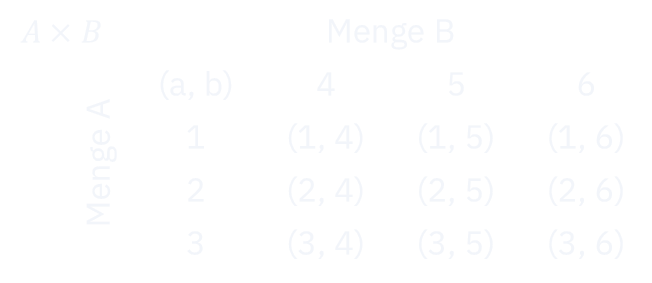 A × B Menge B
(a, b) 4 5 6
Menge A
1 (1, 4) (1, 5) (1, 6)
2 (2, 4) (2, 5) (2, 6)
3 (3, 4) (3, 5) (3, 6)